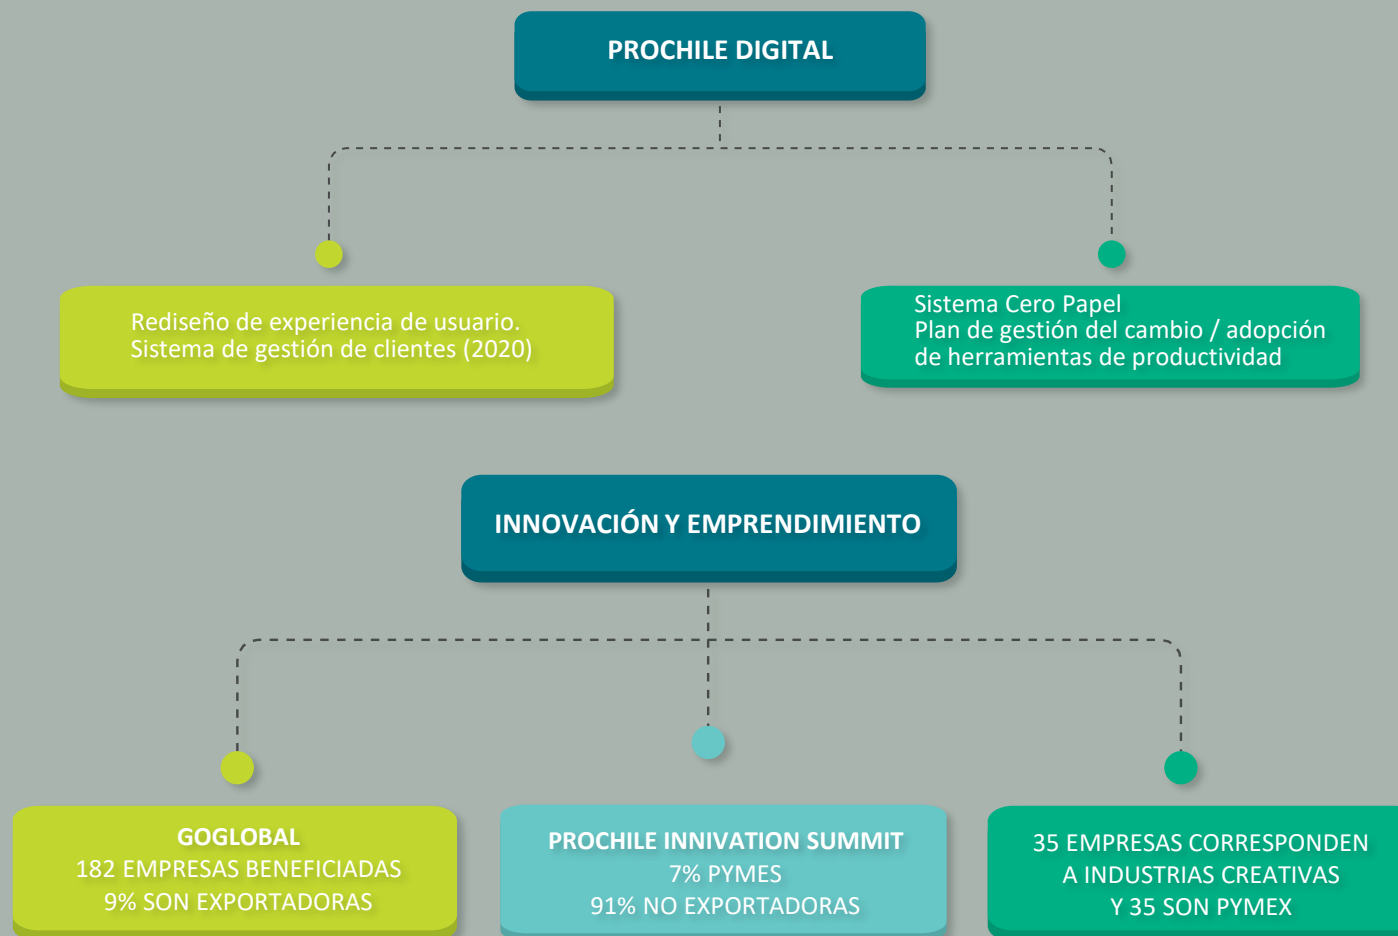 PROCHILE DIGITAL
Rediseño de experiencia de usuario.
Sistema de gestión de clientes (2020)
Sistema Cero Papel
Plan de gestión del cambio / adopción
de herramientas de productividad
INNOVACIÓN Y EMPRENDIMIENTO
GOGLOBAL
182 EMPRESAS BENEFICIADAS
9% SON EXPORTADORAS
PROCHILE INNIVATION SUMMIT
7% PYMES
91% NO EXPORTADORAS
35 EMPRESAS CORRESPONDEN
A INDUSTRIAS CREATIVAS
Y 35 SON PYMEX